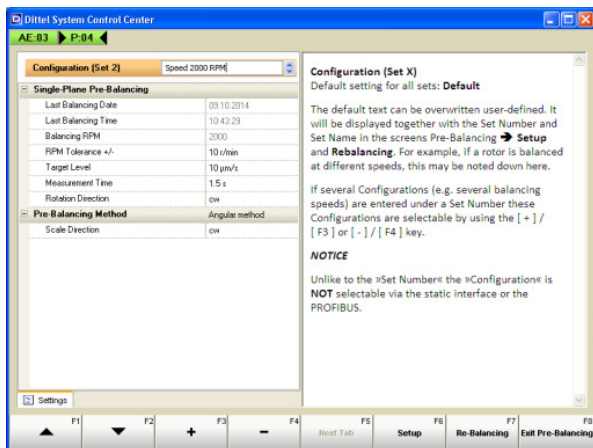 Dittel System Control Center
AE:03 P:04
Configuration (Set 2) Speed 2000 RPM
Single-Plane Pre-Balancing
Last Balancing Date 09.10.2014
Last Balancing Time 10:43:29
Balancing RPM 2000
RPM Tolerance +/- 10 r/min
Target Level 10 µm/s
Measurement Time 1.5 s
Rotation Direction cw
Pre-Balancing Method Angular method
Scale Direction cw
Settings
Configuration (Set X)
Default setting for all sets: Default
The default text can be overwritten user-defined. It
will be displayed together with the Set Number and
Set Name in the screens Pre-Balancing ➔ Setup
and Rebalancing. For example, if a rotor is balanced
at different speeds, this may be noted down here.
If several Configurations (e.g. several balancing
speeds) are entered under a Set Number these
Configurations are selectable by using the [ + ] /
[ F3 ] or [ - ] / [ F4 ] key.
NOTICE
Unlike to the »Set Number« the »Configuration« is
NOT selectable via the static interface or the
PROFIBUS.
F1 F2 F3 F4 F5 F6 F7 F8
+ - Next Tab Setup Re-Balancing Exit Pre-Balancing